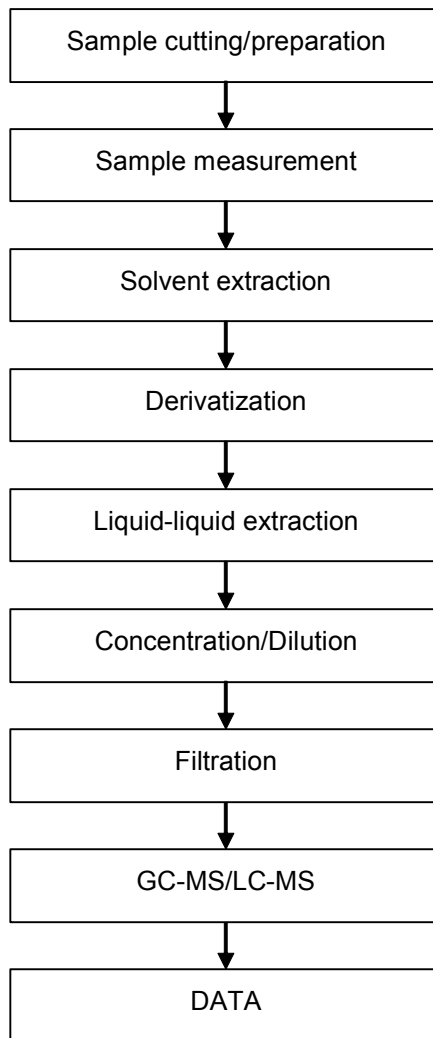 Sample cutting/preparation
Sample measurement
Solvent extraction
Derivatization
Liquid-liquid extraction
Concentration/Dilution
Filtration
GC-MS/LC-MS
DATA